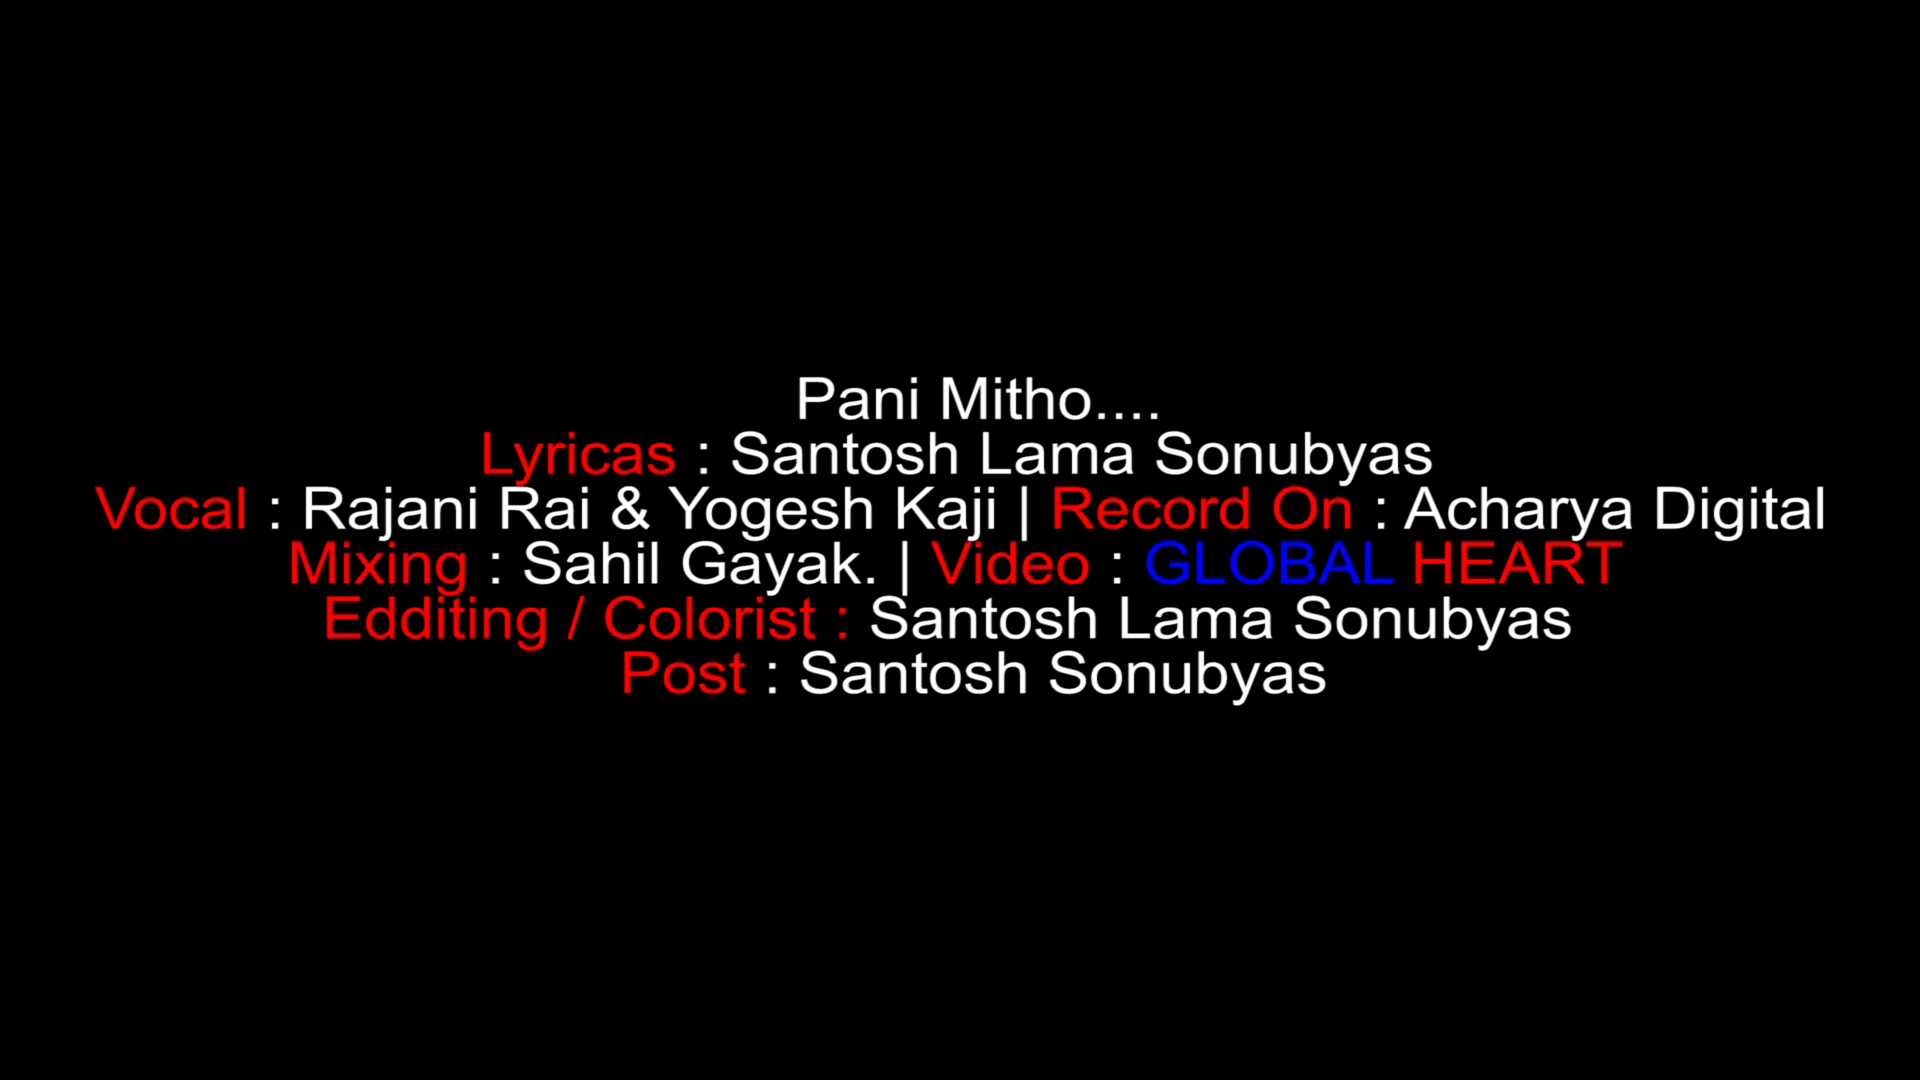 Pani Mitho....
Lyricas : Santosh Lama Sonubyas
Vocal : Rajani Rai & Yogesh Kaji | Record On : Acharya Digital
Mixing : Sahil Gayak. | Video : GLOBAL HEART
Edditing / Colorist : Santosh Lama Sonubyas
Post : Santosh Sonubyas